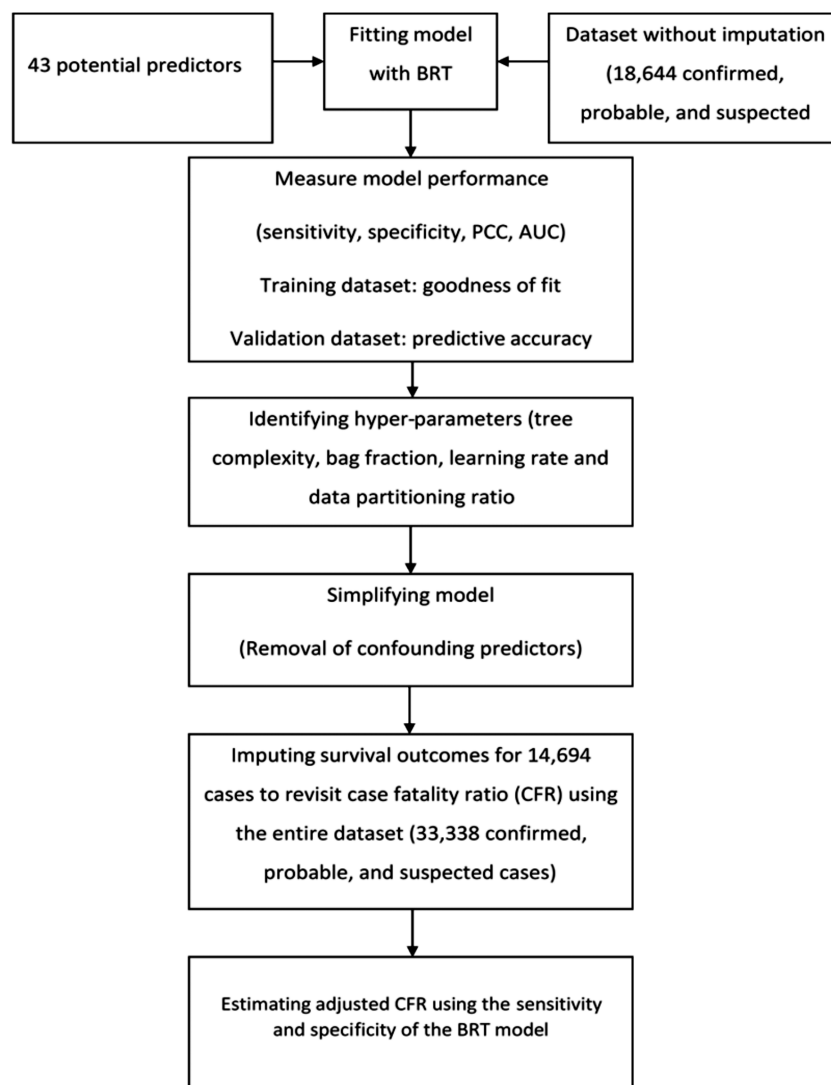 43 potential predictors
Fitting model
with BRT
Dataset without imputation
(18,644 confirmed,
probable, and suspected
Measure model performance
(sensitivity, specificity, PCC, AUC)
Training dataset: goodness of fit
Validation dataset: predictive accuracy
Identifying hyper-parameters (tree
complexity, bag fraction, learning rate and
data partitioning ratio
Simplifying model
(Removal of confounding predictors)
Imputing survival outcomes for 14,694
cases to revisit case fatality ratio (CFR) using
the entire dataset (33,338 confirmed,
probable, and suspected cases)
Estimating adjusted CFR using the sensitivity
and specificity of the BRT model